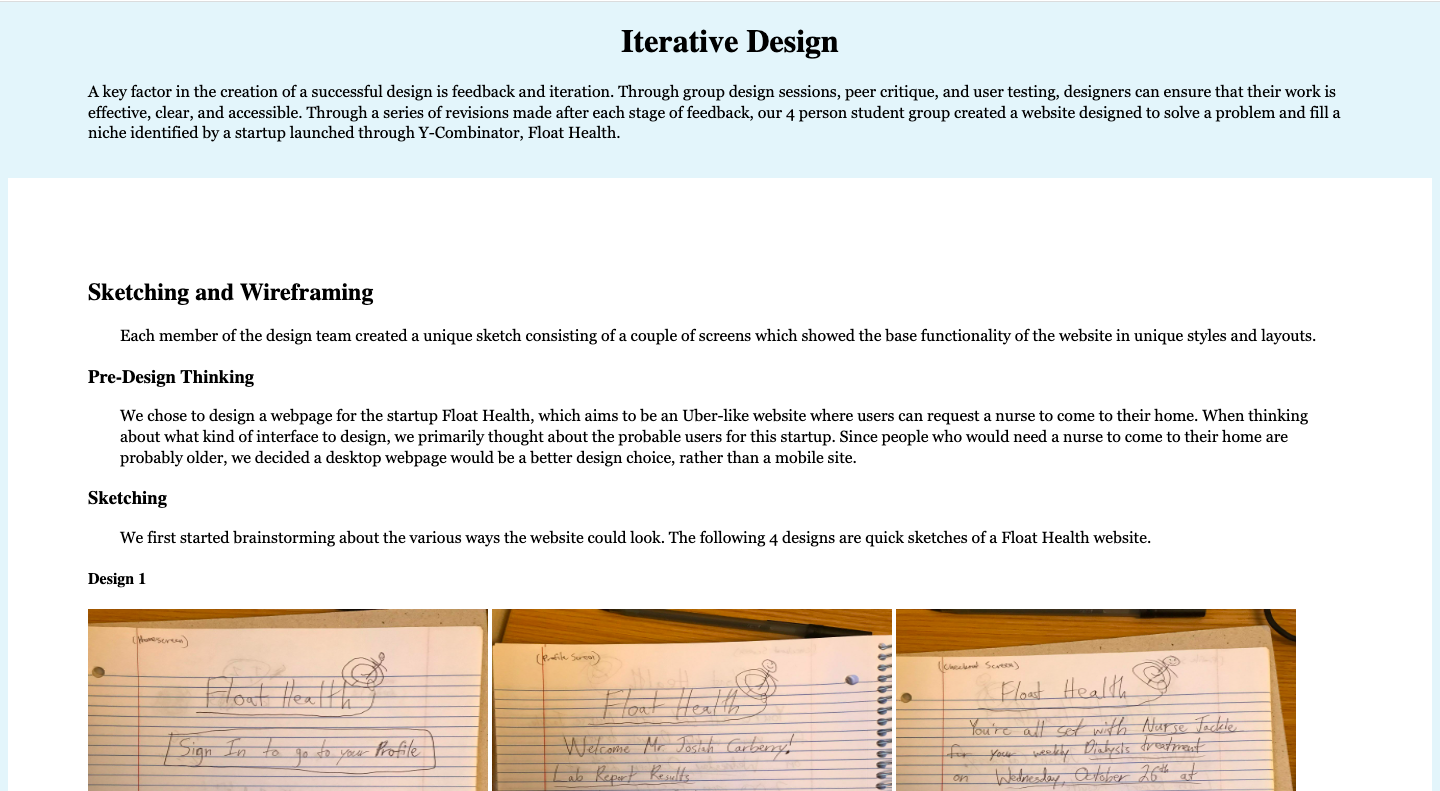 Iterative Design
A key factor in the creation of a successful design is feedback and iteration. Through group design sessions, peer critique, and user testing, designers can ensure that their work is
effective, clear, and accessible. Through a series of revisions made after each stage of feedback, our 4 person student group created a website designed to solve a problem and fill a
niche identified by a startup launched through Y-Combinator, Float Health.
Sketching and Wireframing
Each member of the design team created a unique sketch consisting of a couple of screens which showed the base functionality of the website in unique styles and layouts.
Pre-Design Thinking
We chose to design a webpage for the startup Float Health, which aims to be an Uber-like website where users can request a nurse to come to their home. When thinking
about what kind of interface to design, we primarily thought about the probable users for this startup. Since people who would need a nurse to come to their home are
probably older, we decided a desktop webpage would be a better design choice, rather than a mobile site.
Sketching
We first started brainstorming about the various ways the website could look. The following 4 designs are quick sketches of a Float Health website.
Design 1
(Homescreen)
Float Health
Sign In to go to your Profile
(Profile Screen)
Float Health
Welcome Mr. Josiah Carberry!
Lab Report Results
(Checkout Screen)
Float Health
You're all set with Nurse Jackie
for your weekly Dialysis treatment
on Wednesday, October 26th at